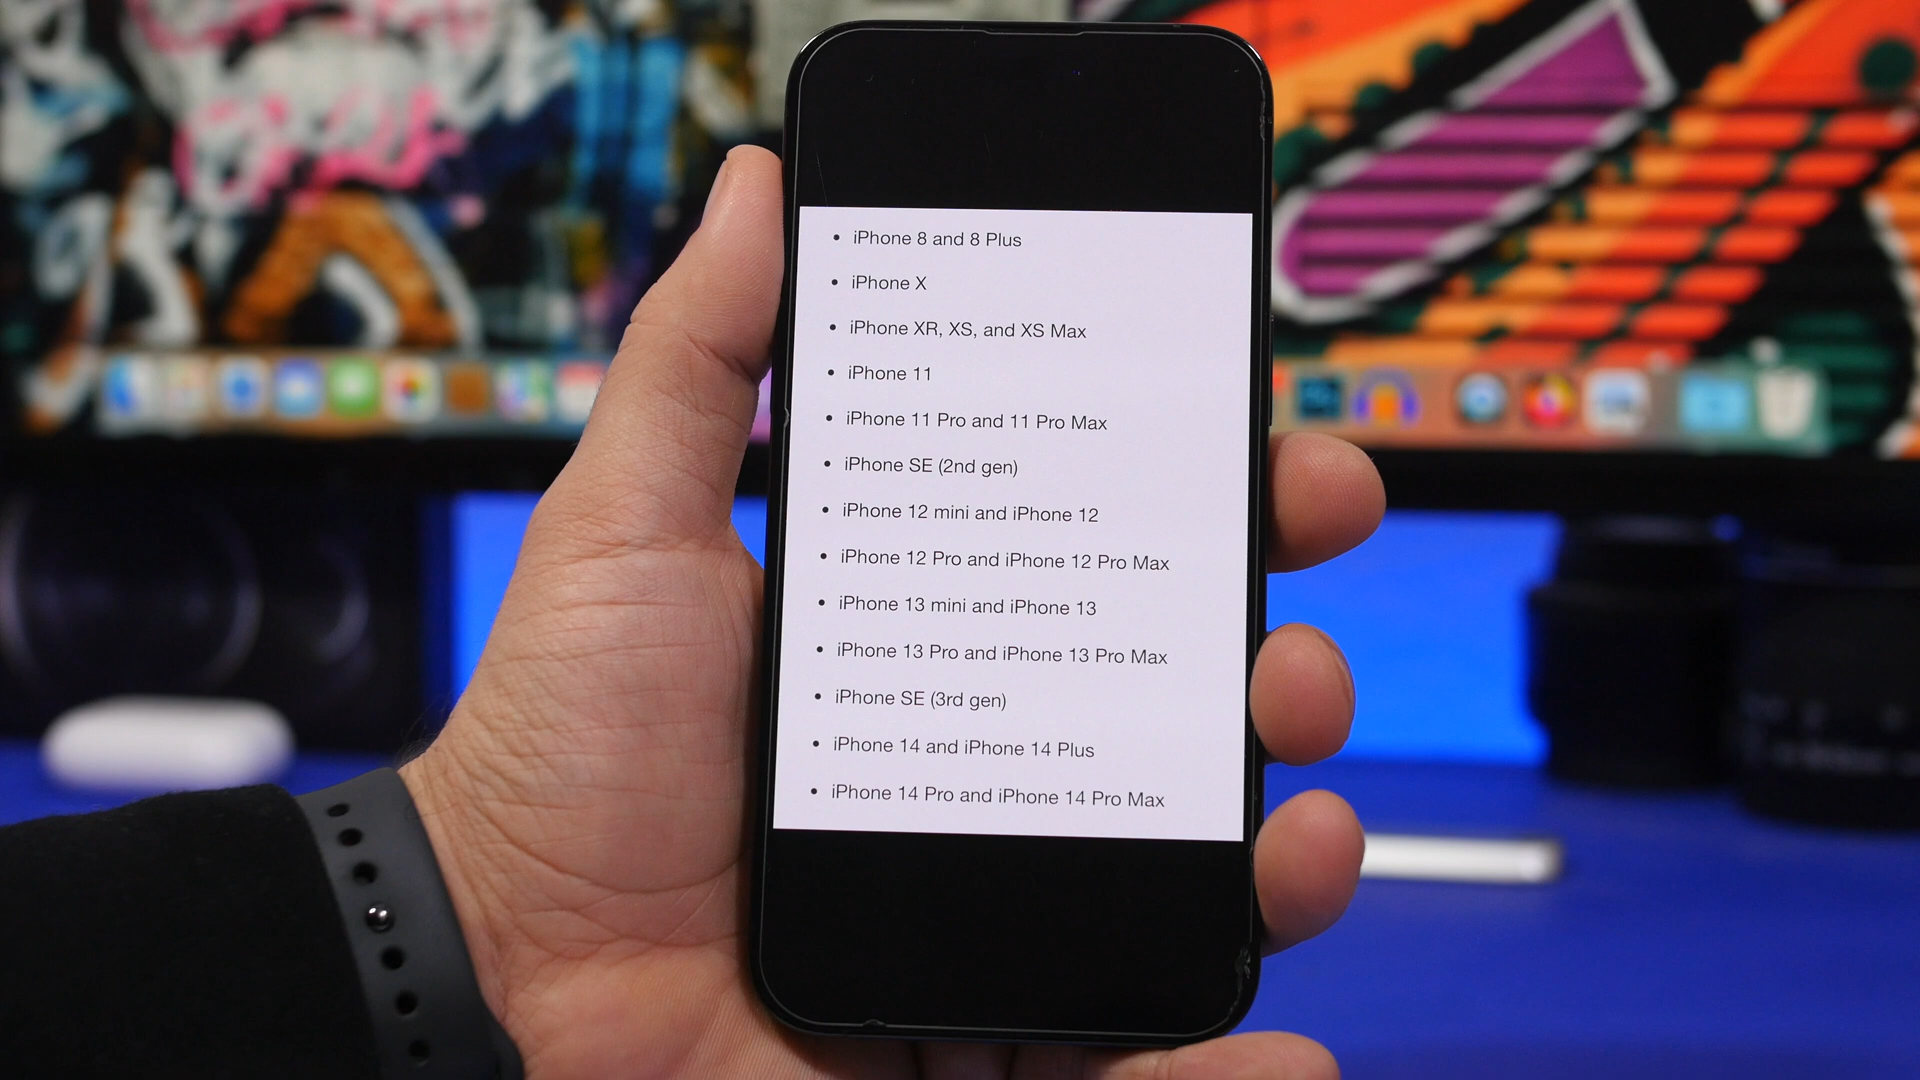 • iPhone 8 and 8 Plus
• iPhone X
• iPhone XR, XS, and XS Max
• iPhone 11
• iPhone 11 Pro and 11 Pro Max
• iPhone SE (2nd gen)
• iPhone 12 mini and iPhone 12
• iPhone 12 Pro and iPhone 12 Pro Max
• iPhone 13 mini and iPhone 13
• iPhone 13 Pro and iPhone 13 Pro Max
• iPhone SE (3rd gen)
• iPhone 14 and iPhone 14 Plus
• iPhone 14 Pro and iPhone 14 Pro Max